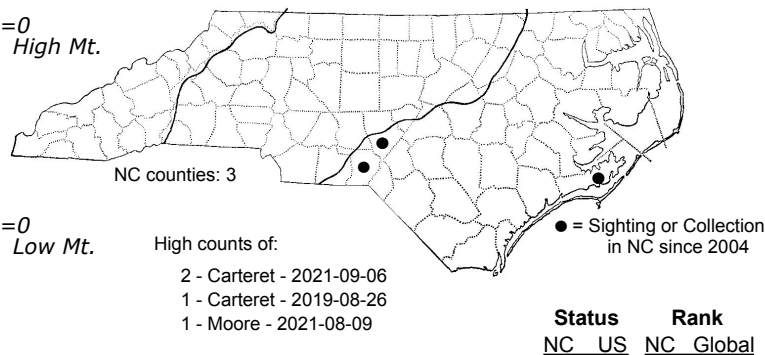 =0
High Mt.
NC counties: 3
=0
Low Mt.
High counts of:
2 - Carteret - 2021-09-06
1 - Carteret - 2019-08-26
1 - Moore - 2021-08-09
● = Sighting or Collection
in NC since 2004
Status Rank
NC US NC Global